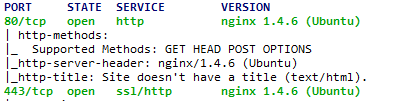 PORT STATE SERVICE VERSION
80/tcp open http nginx 1.4.6 (Ubuntu)
| http-methods:
|_ Supported Methods: GET HEAD POST OPTIONS
|_http-server-header: nginx/1.4.6 (Ubuntu)
|_http-title: Site doesn't have a title (text/html).
443/tcp open ssl/http nginx 1.4.6 (Ubuntu)